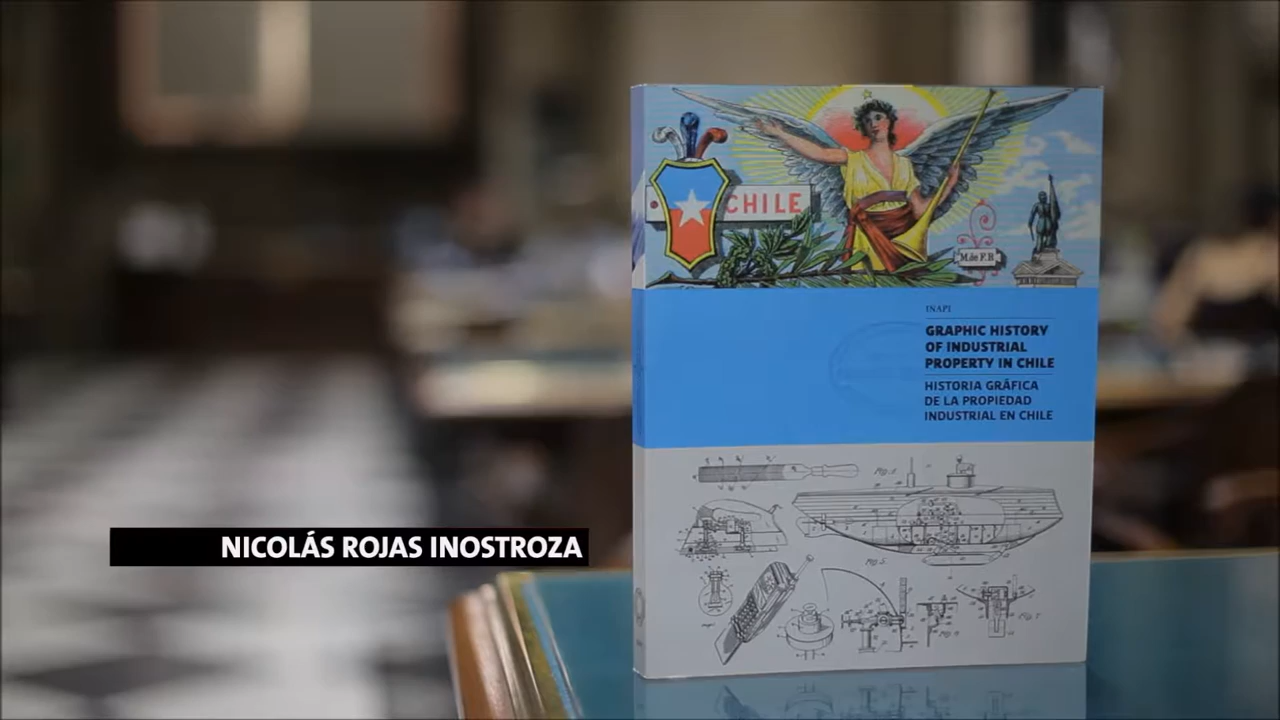 CHILE
M. de F. B
INAPI
GRAPHIC HISTORY
OF INDUSTRIAL
PROPERTY IN CHILE
HISTORIA GRÁFICA
DE LA PROPIEDAD
INDUSTRIAL EN CHILE
NICOLÁS ROJAS INOSTROZA